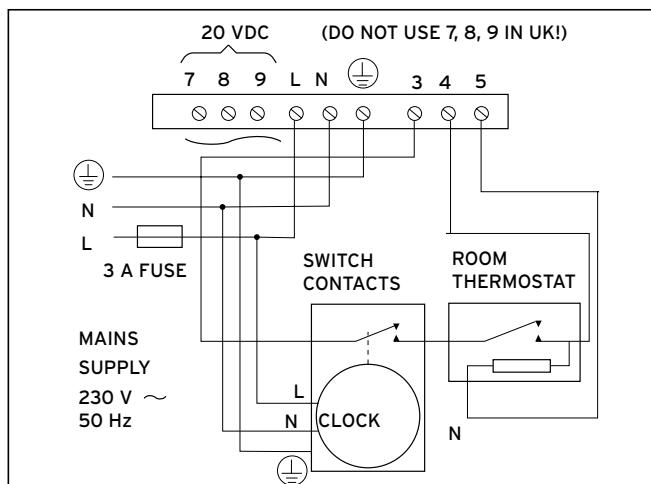 20 VDC (DO NOT USE 7, 8, 9 IN UK!)
7 8 9 L N 3 4 5
N
L
3 A FUSE
SWITCH
CONTACTS
ROOM
THERMOSTAT
MAINS
SUPPLY
230 V ~
50 Hz
L
N CLOCK
N